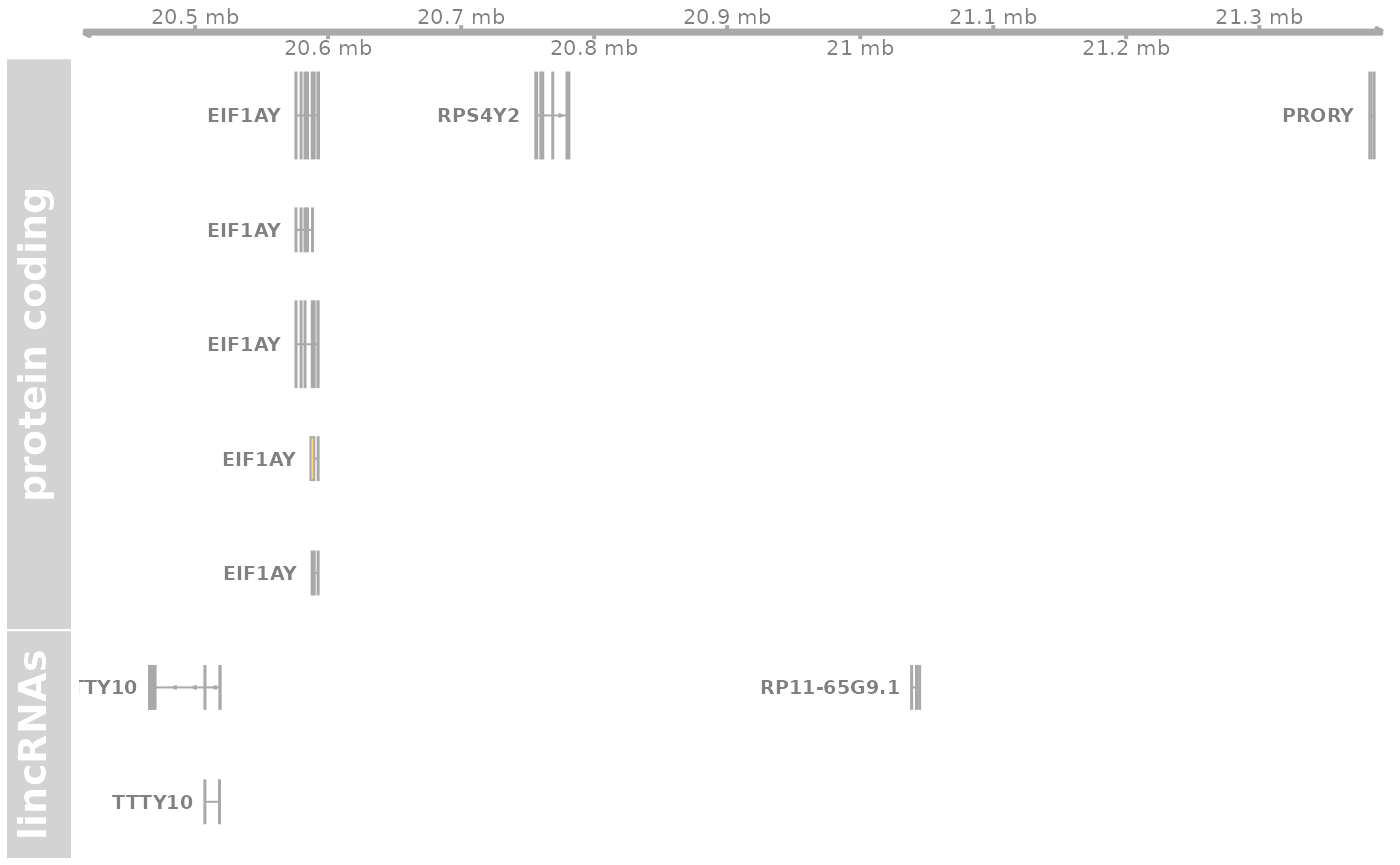 20.5 mb 20.7 mb 20.9 mb 21.1 mb 21.3 mb
20.6 mb 20.8 mb 21 mb 21.2 mb
protein coding
EIF1AY RPS4Y2 PRORY
EIF1AY
EIF1AY
EIF1AY
EIF1AY
lincRNAs
TTY10 RP11-65G9.1
TTTY10